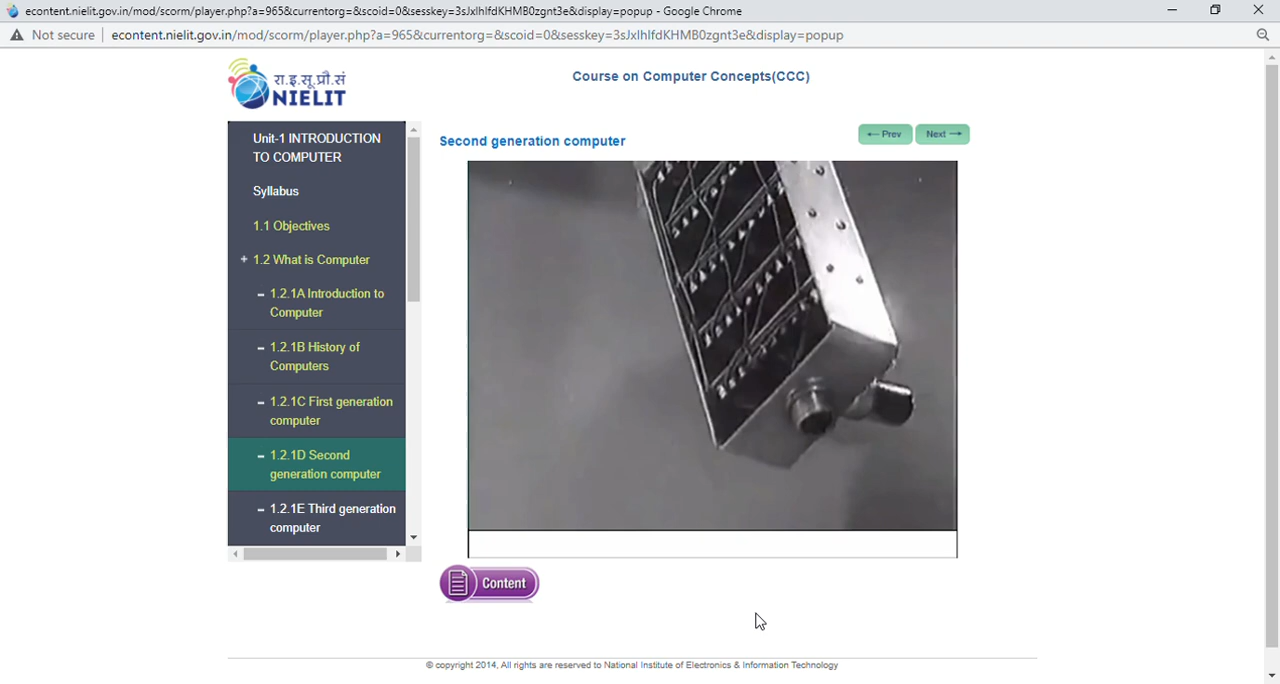 econtent.nielit.gov.in/mod/scorm/player.php?a=965&currentorg=&scoid=0&sesskey=3sJxlhlfdKHMB0zgnt3e&display=popup - Google Chrome
Not secure | econtent.nielit.gov.in/mod/scorm/player.php?a=965&currentorg=&scoid=0&sesskey=3sJxlhlfdKHMB0zgnt3e&display=popup
रा.इ.सू.प्रौ.सं
NIELIT
Course on Computer Concepts(CCC)
Unit-1 INTRODUCTION
TO COMPUTER
Syllabus
1.1 Objectives
+ 1.2 What is Computer
– 1.2.1A Introduction to
Computer
– 1.2.1B History of
Computers
– 1.2.1C First generation
computer
– 1.2.1D Second
generation computer
– 1.2.1E Third generation
computer
Second generation computer
← Prev
Next →
Content
© copyright 2014, All rights are reserved to National Institute of Electronics & Information Technology